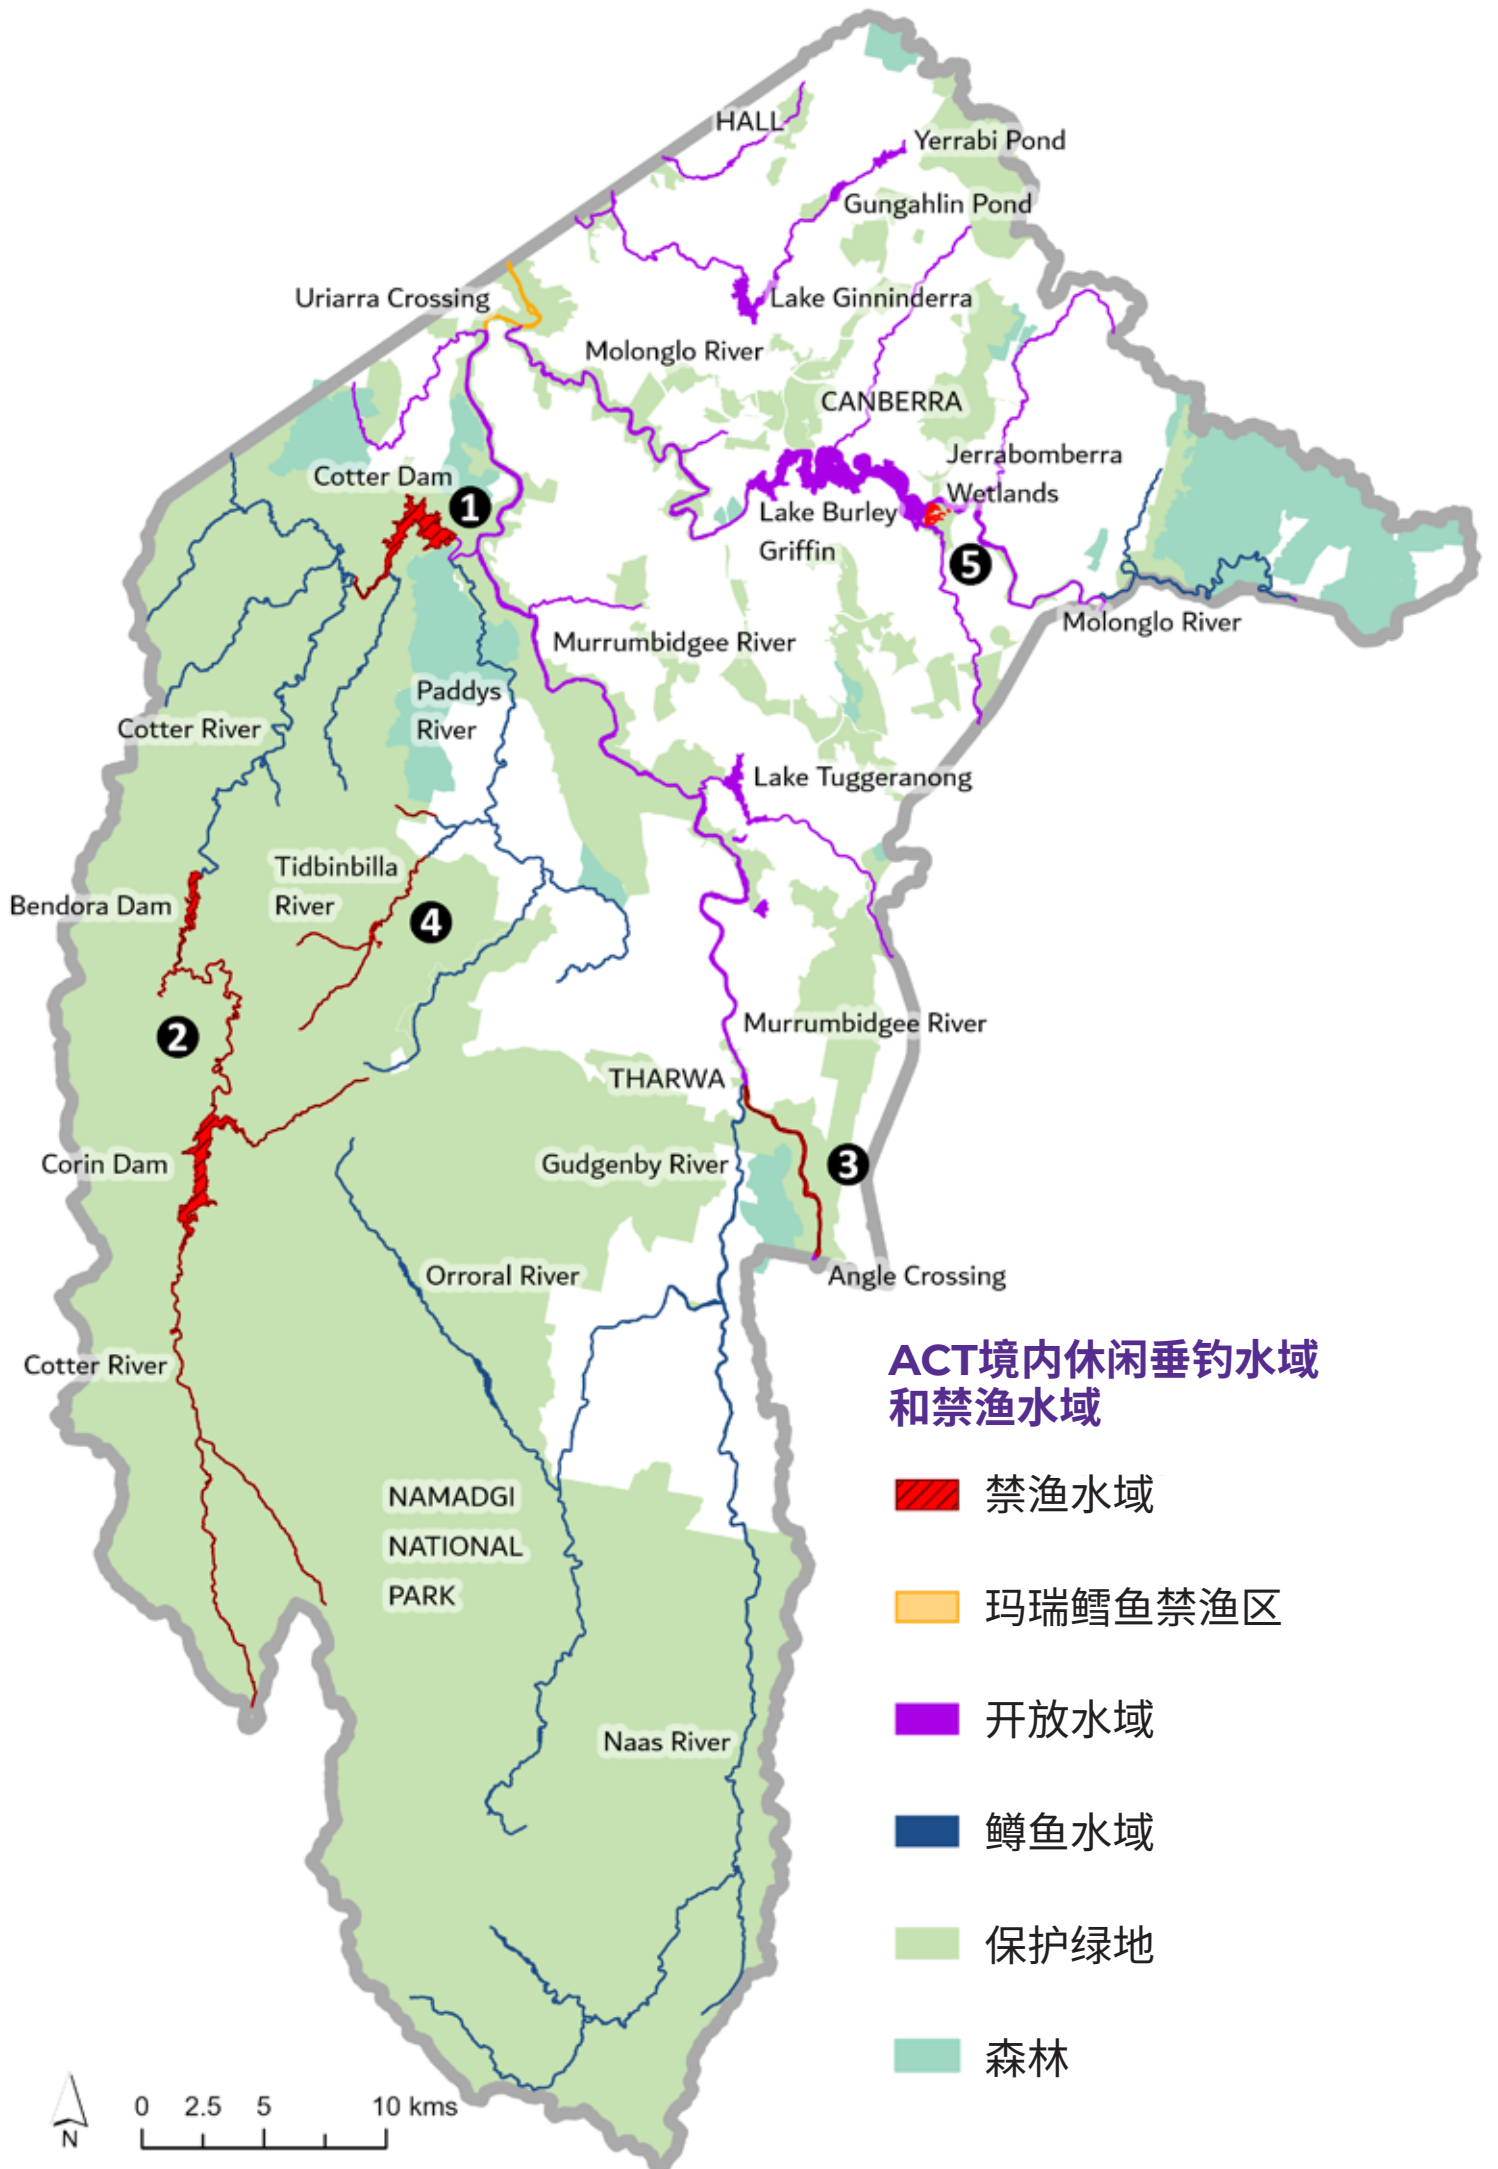 HALL
Yerrabi Pond
Gungahlin Pond
Uriarra Crossing
Lake Ginninderra
Molonglo River
CANBERRA
Cotter Dam
1
Jerrabomberra
Wetlands
Lake Burley
Griffin
5
Molonglo River
Murrumbidgee River
Paddys
River
Cotter River
Lake Tuggeranong
Tidbinbilla
River
Bendora Dam
4
2
Murrumbidgee River
THARWA
Corin Dam
Gudgenby River
3
Orroral River
Angle Crossing
Cotter River
ACT境内休闲垂钓水域
和禁渔水域
禁渔水域
NAMADGI
NATIONAL
PARK
玛瑞鳕鱼禁渔区
开放水域
Naas River
鳟鱼水域
保护绿地
森林
0 2.5 5 10 kms
N